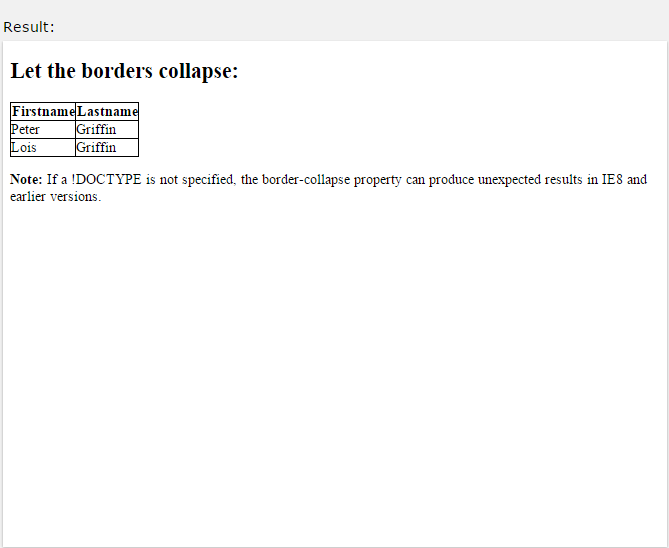 Result:
Let the borders collapse:
Firstname Lastname
Peter Griffin
Lois Griffin
Note: If a !DOCTYPE is not specified, the border-collapse property can produce unexpected results in IE8 and
earlier versions.